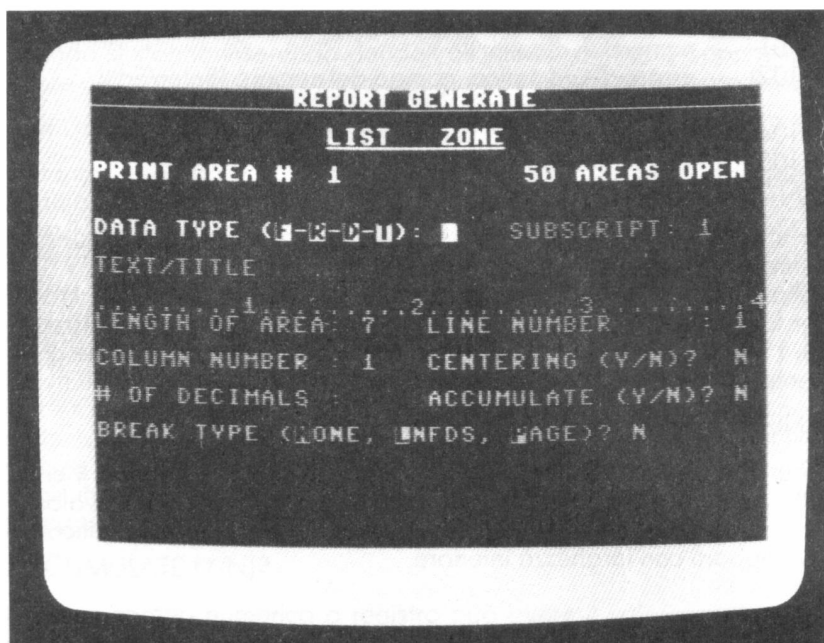 REPORT GENERATE
LIST ZONE
PRINT AREA # 1 50 AREAS OPEN
DATA TYPE (F-R-D-T): SUBSCRIPT: 1
TEXT/TITLE
.........1.........2.........3.........4
LENGTH OF AREA: 7 LINE NUMBER : 1
COLUMN NUMBER : 1 CENTERING (Y/N)? N
# OF DECIMALS : ACCUMULATE (Y/N)? N
BREAK TYPE (NONE, LNFDS, PAGE)? N